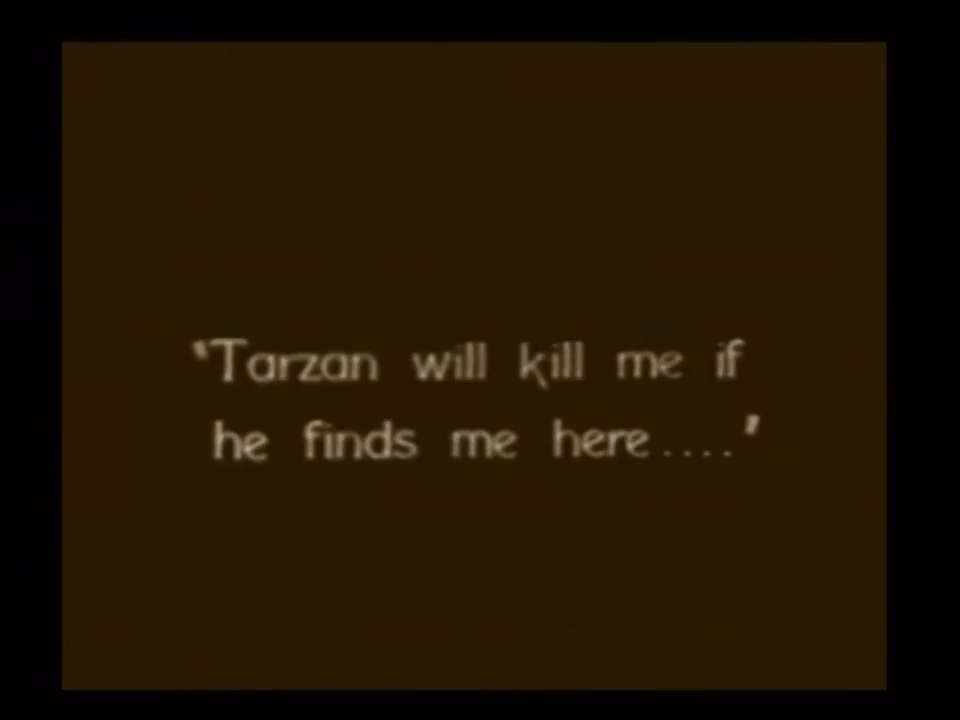 "Tarzan will kill me if
he finds me here...."